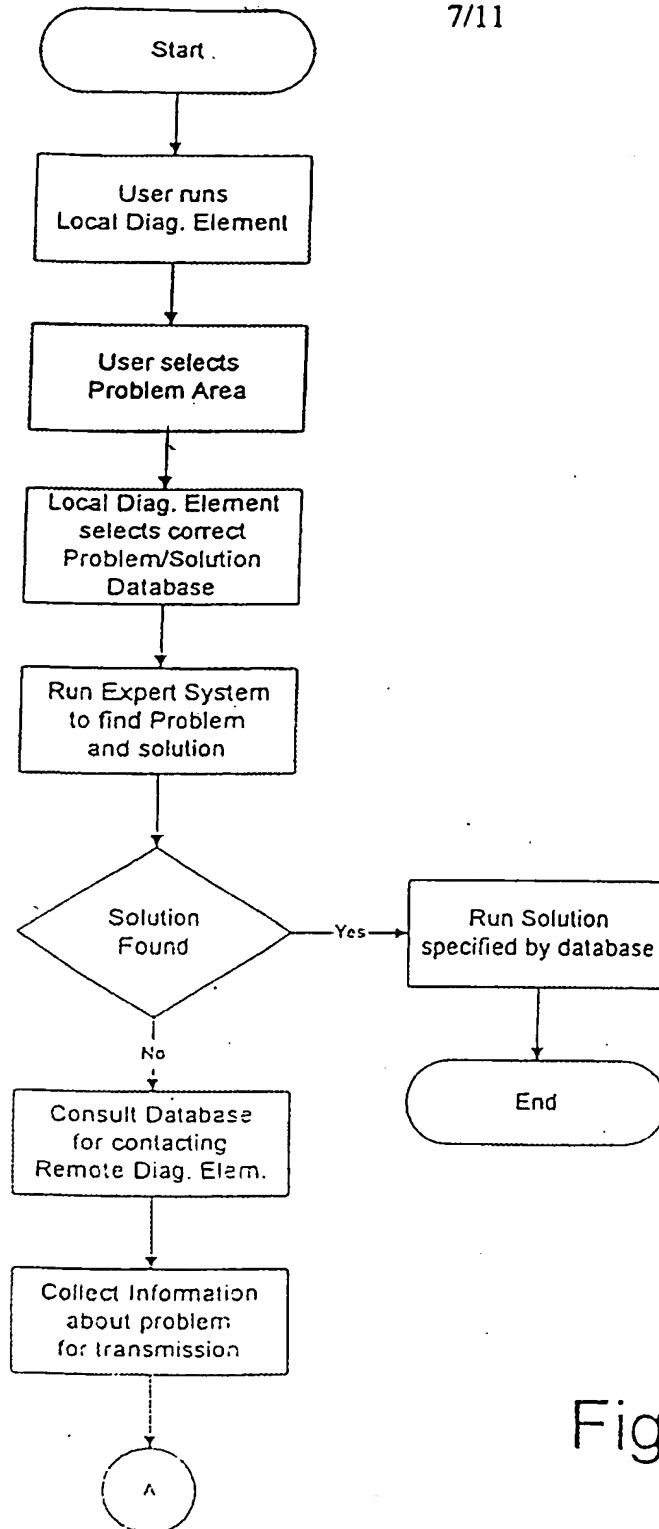 7/11
Start
User runs
Local Diag. Element
User selects
Problem Area
Local Diag. Element
selects correct
Problem/Solution
Database
Run Expert System
to find Problem
and solution
Solution
Found
Yes
Run Solution
specified by database
End
No
Consult Database
for contacting
Remote Diag. Elem.
Collect Information
about problem
for transmission
A
Fig